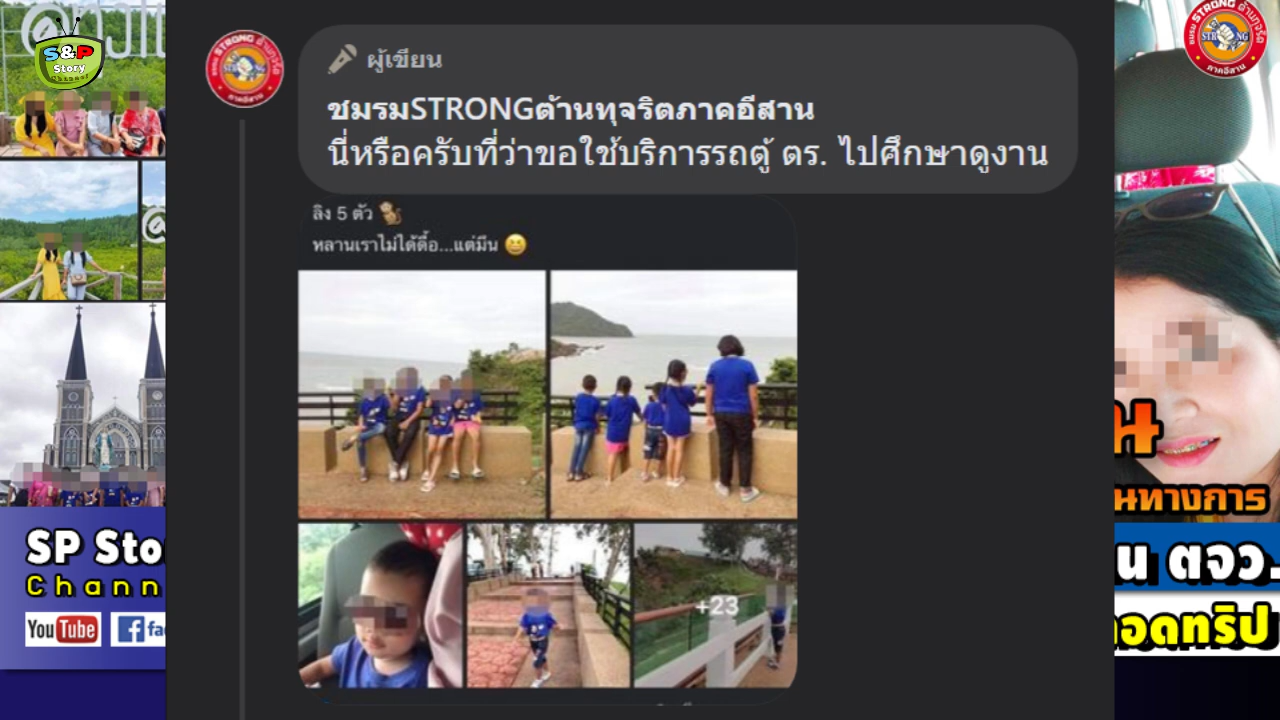 S&P
Story
Channel
ผู้เขียน
ชมรมSTRONGต้านทุจริตภาคอีสาน
นี่หรือครับที่ว่าขอใช้บริการรถตู้ ตร. ไปศึกษาดูงาน
ลิง 5 ตัว
หลานเราไม่ได้ดื้อ...แต่มึน
+23
SP Sto
Chann
YouTube
fa
STRONG ต้านทุจริต
STRONG
ภาคอีสาน
น
นทางการ
น ตจว.
อดทริป